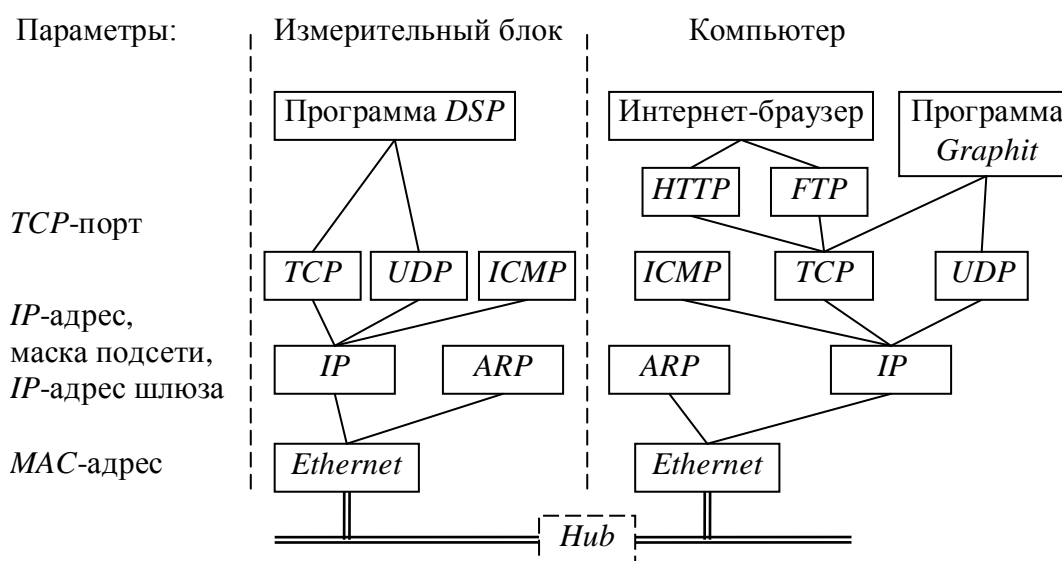 Параметры:
Измерительный блок
Компьютер
Программа DSP
Интернет-браузер
Программа
Graphit
HTTP
FTP
TCP-порт
TCP
UDP
ICMP
ICMP
TCP
UDP
IP-адрес,
маска подсети,
IP-адрес шлюза
IP
ARP
ARP
IP
MAC-адрес
Ethernet
Ethernet
Hub